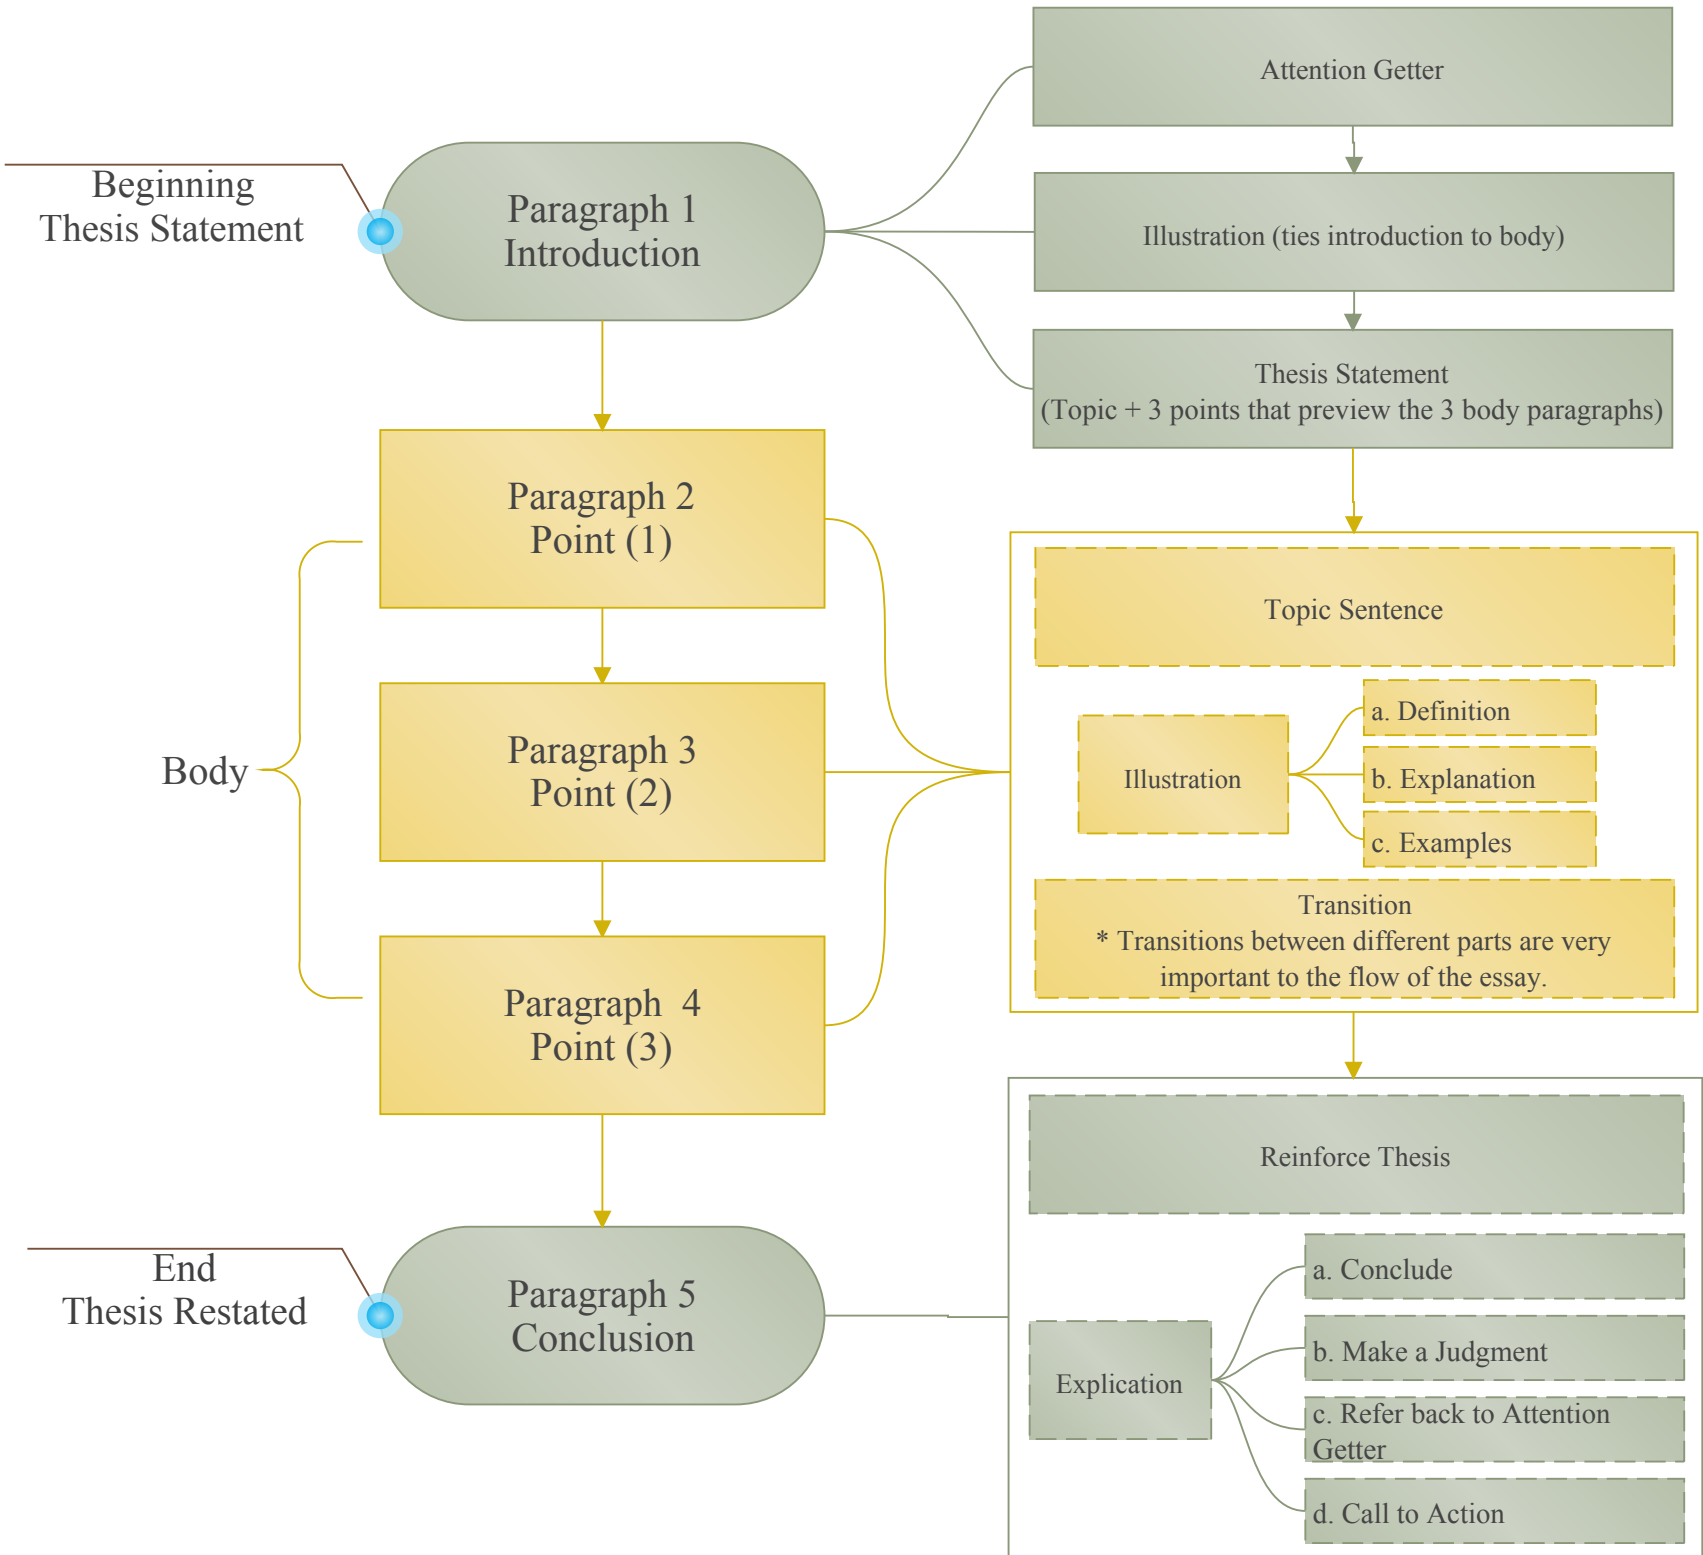 Beginning
Thesis Statement
Paragraph 1
Introduction
Attention Getter
Illustration (ties introduction to body)
Thesis Statement
(Topic + 3 points that preview the 3 body paragraphs)
Body
Paragraph 2
Point (1)
Paragraph 3
Point (2)
Paragraph 4
Point (3)
Topic Sentence
Illustration
a. Definition
b. Explanation
c. Examples
Transition
* Transitions between different parts are very
important to the flow of the essay.
End
Thesis Restated
Paragraph 5
Conclusion
Reinforce Thesis
Explication
a. Conclude
b. Make a Judgment
c. Refer back to Attention
Getter
d. Call to Action